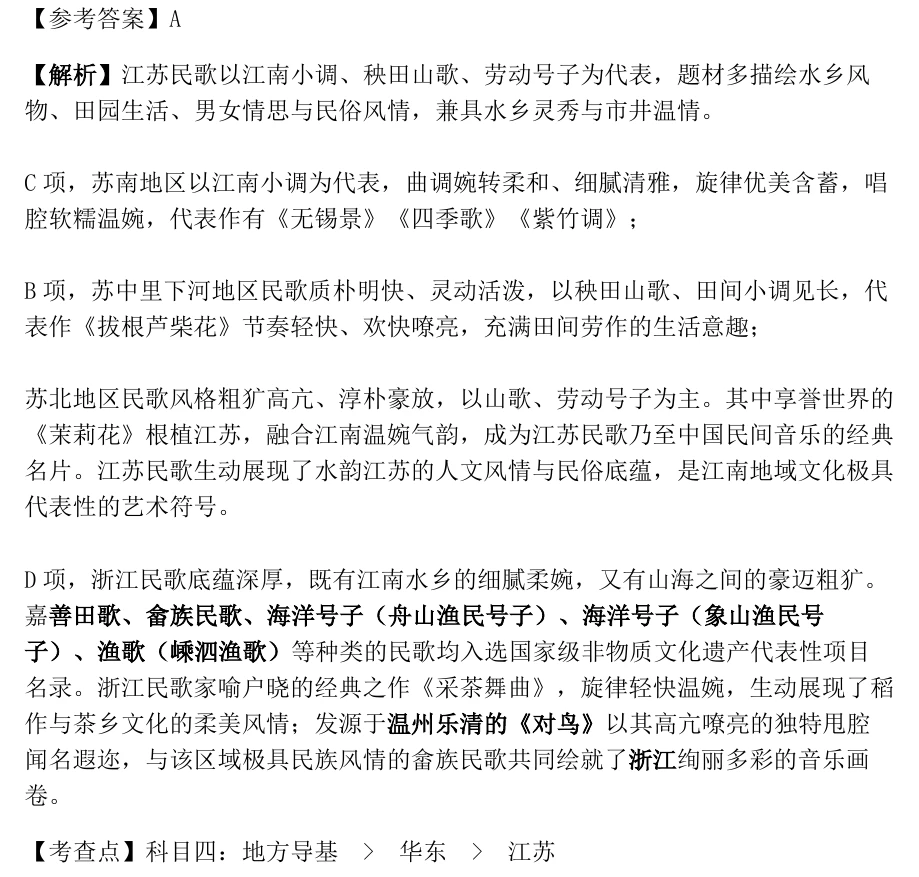 【参考答案】A
【解析】江苏民歌以江南小调、秧田山歌、劳动号子为代表，题材多描绘水乡风
物、田园生活、男女情思与民俗风情，兼具水乡灵秀与市井温情。
C 项，苏南地区以江南小调为代表，曲调婉转柔和、细腻清雅，旋律优美含蓄，唱
腔软糯温婉，代表作有《无锡景》《四季歌》《紫竹调》；
B 项，苏中里下河地区民歌质朴明快、灵动活泼，以秧田山歌、田间小调见长，代
表作《拔根芦柴花》节奏轻快、欢快嘹亮，充满田间劳作的生活意趣；
苏北地区民歌风格粗犷高亢、淳朴豪放，以山歌、劳动号子为主。其中享誉世界的
《茉莉花》根植江苏，融合江南温婉气韵，成为江苏民歌乃至中国民间音乐的经典
名片。江苏民歌生动展现了水韵江苏的人文风情与民俗底蕴，是江南地域文化极具
代表性的艺术符号。
D 项，浙江民歌底蕴深厚，既有江南水乡的细腻柔婉，又有山海之间的豪迈粗犷。
嘉善田歌、畲族民歌、海洋号子（舟山渔民号子）、海洋号子（象山渔民号
子）、渔歌（嵊泗渔歌）等种类的民歌均入选国家级非物质文化遗产代表性项目
名录。浙江民歌家喻户晓的经典之作《采茶舞曲》，旋律轻快温婉，生动展现了稻
作与茶乡文化的柔美风情；发源于温州乐清的《对鸟》以其高亢嘹亮的独特甩腔
闻名遐迩，与该区域极具民族风情的畲族民歌共同绘就了浙江绚丽多彩的音乐画
卷。
【考查点】科目四：地方导基 > 华东 > 江苏